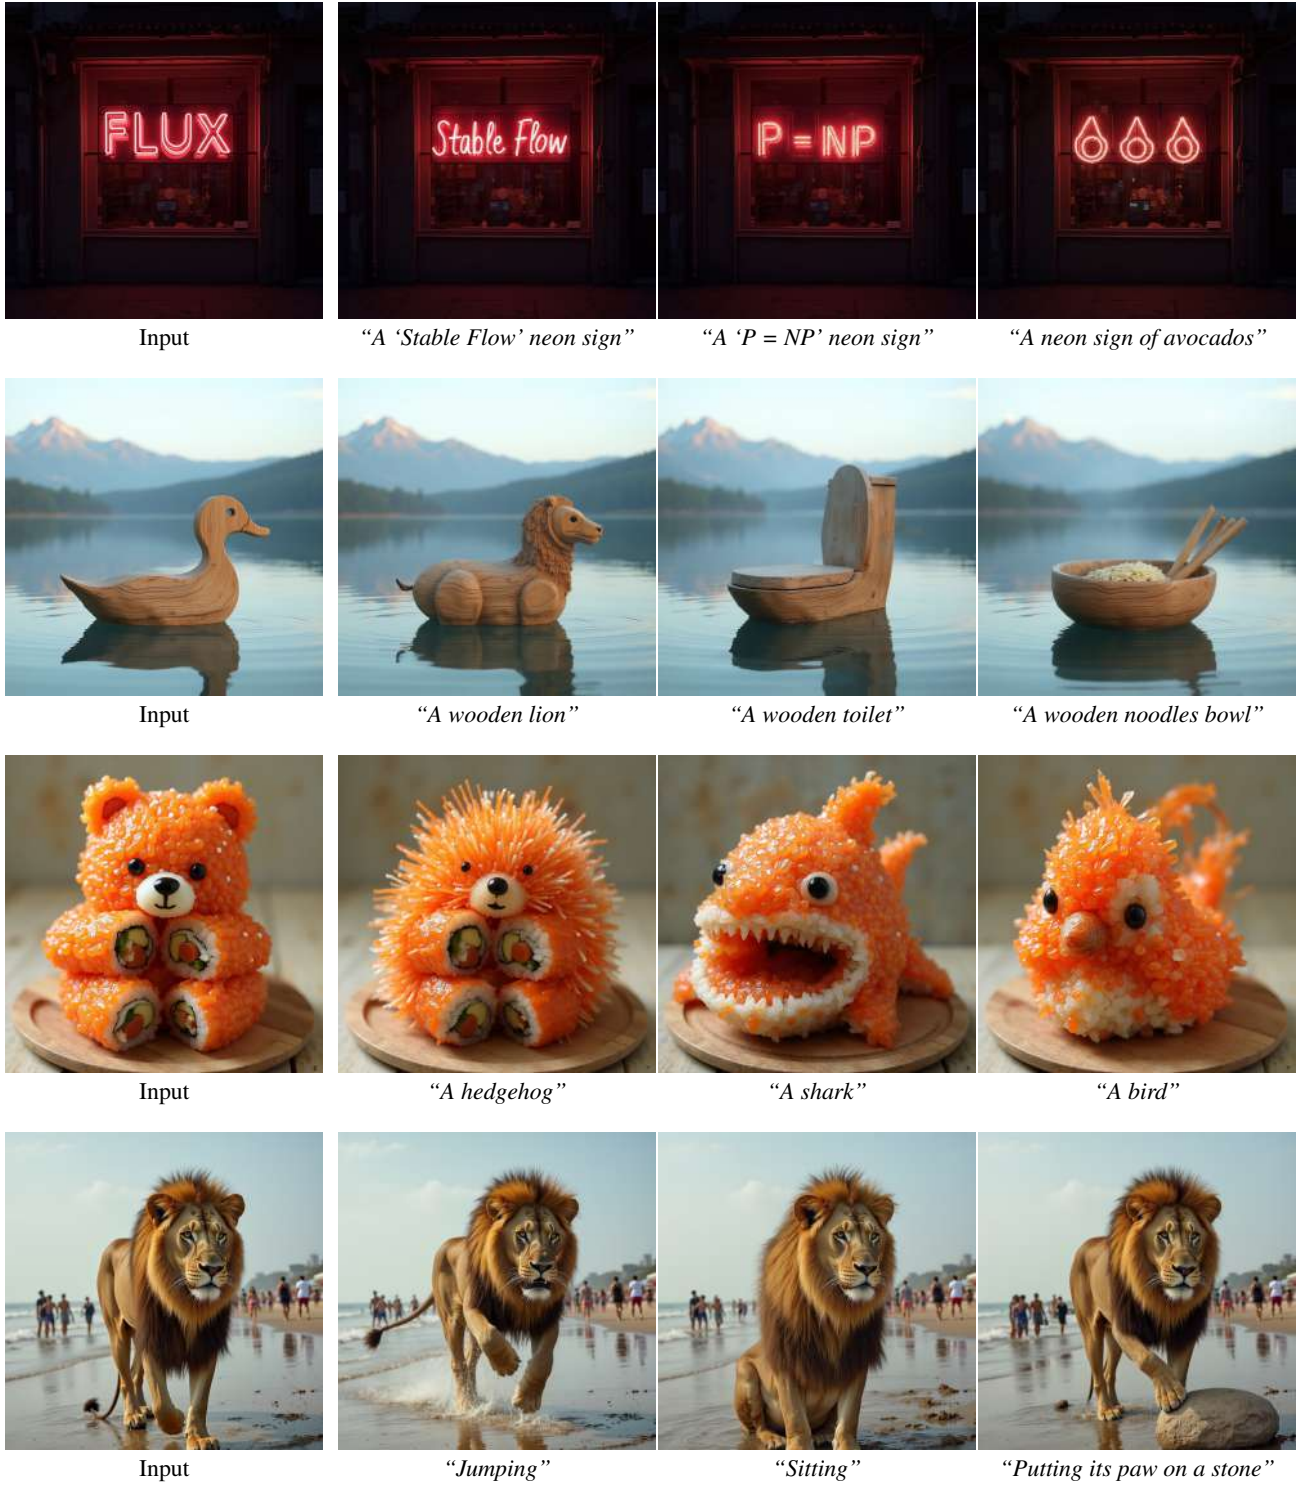 FLUX
Stable Flow
P = NP
Input
“A ‘Stable Flow’ neon sign”
“A ‘P = NP’ neon sign”
“A neon sign of avocados”
Input
“A wooden lion”
“A wooden toilet”
“A wooden noodles bowl”
Input
“A hedgehog”
“A shark”
“A bird”
Input
“Jumping”
“Sitting”
“Putting its paw on a stone”